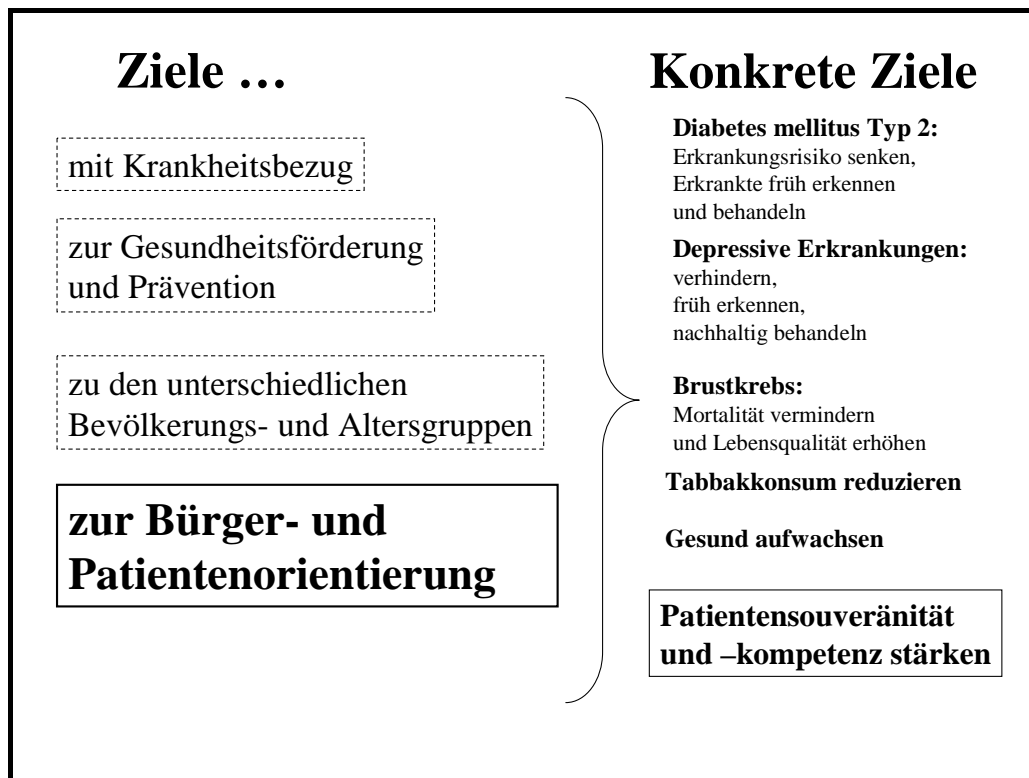 Ziele …
mit Krankheitsbezug
zur Gesundheitsförderung
und Prävention
zu den unterschiedlichen
Bevölkerungs- und Altersgruppen
zur Bürger- und
Patientenorientierung
Konkrete Ziele
Diabetes mellitus Typ 2:
Erkrankungsrisiko senken,
Erkrankte früh erkennen
und behandeln
Depressive Erkrankungen:
verhindern,
früh erkennen,
nachhaltig behandeln
Brustkrebs:
Mortalität vermindern
und Lebensqualität erhöhen
Tabbakkonsum reduzieren
Gesund aufwachsen
Patientensouveränität
und –kompetenz stärken